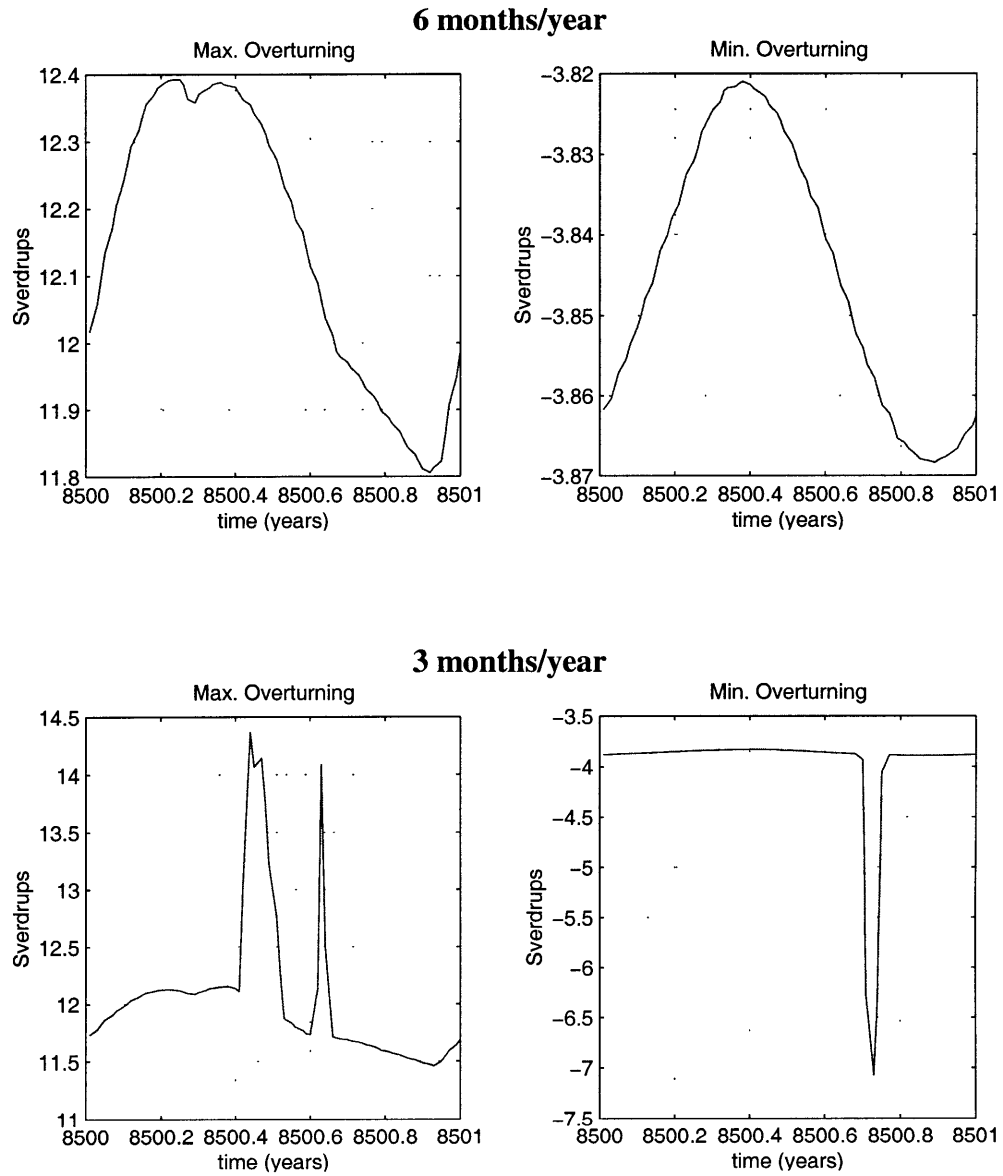 6 months/year
Max. Overturning
Min. Overturning
12.4
12.3
12.2
12.1
12
11.9
11.8
Sverdrups
8500 8500.2 8500.4 8500.6 8500.8 8501
time (years)
−3.82
−3.83
−3.84
−3.85
−3.86
−3.87
Sverdrups
8500 8500.2 8500.4 8500.6 8500.8 8501
time (years)
3 months/year
Max. Overturning
Min. Overturning
14.5
14
13.5
13
12.5
12
11.5
11
Sverdrups
8500 8500.2 8500.4 8500.6 8500.8 8501
time (years)
−3.5
−4
−4.5
−5
−5.5
−6
−6.5
−7
−7.5
Sverdrups
8500 8500.2 8500.4 8500.6 8500.8 8501
time (years)